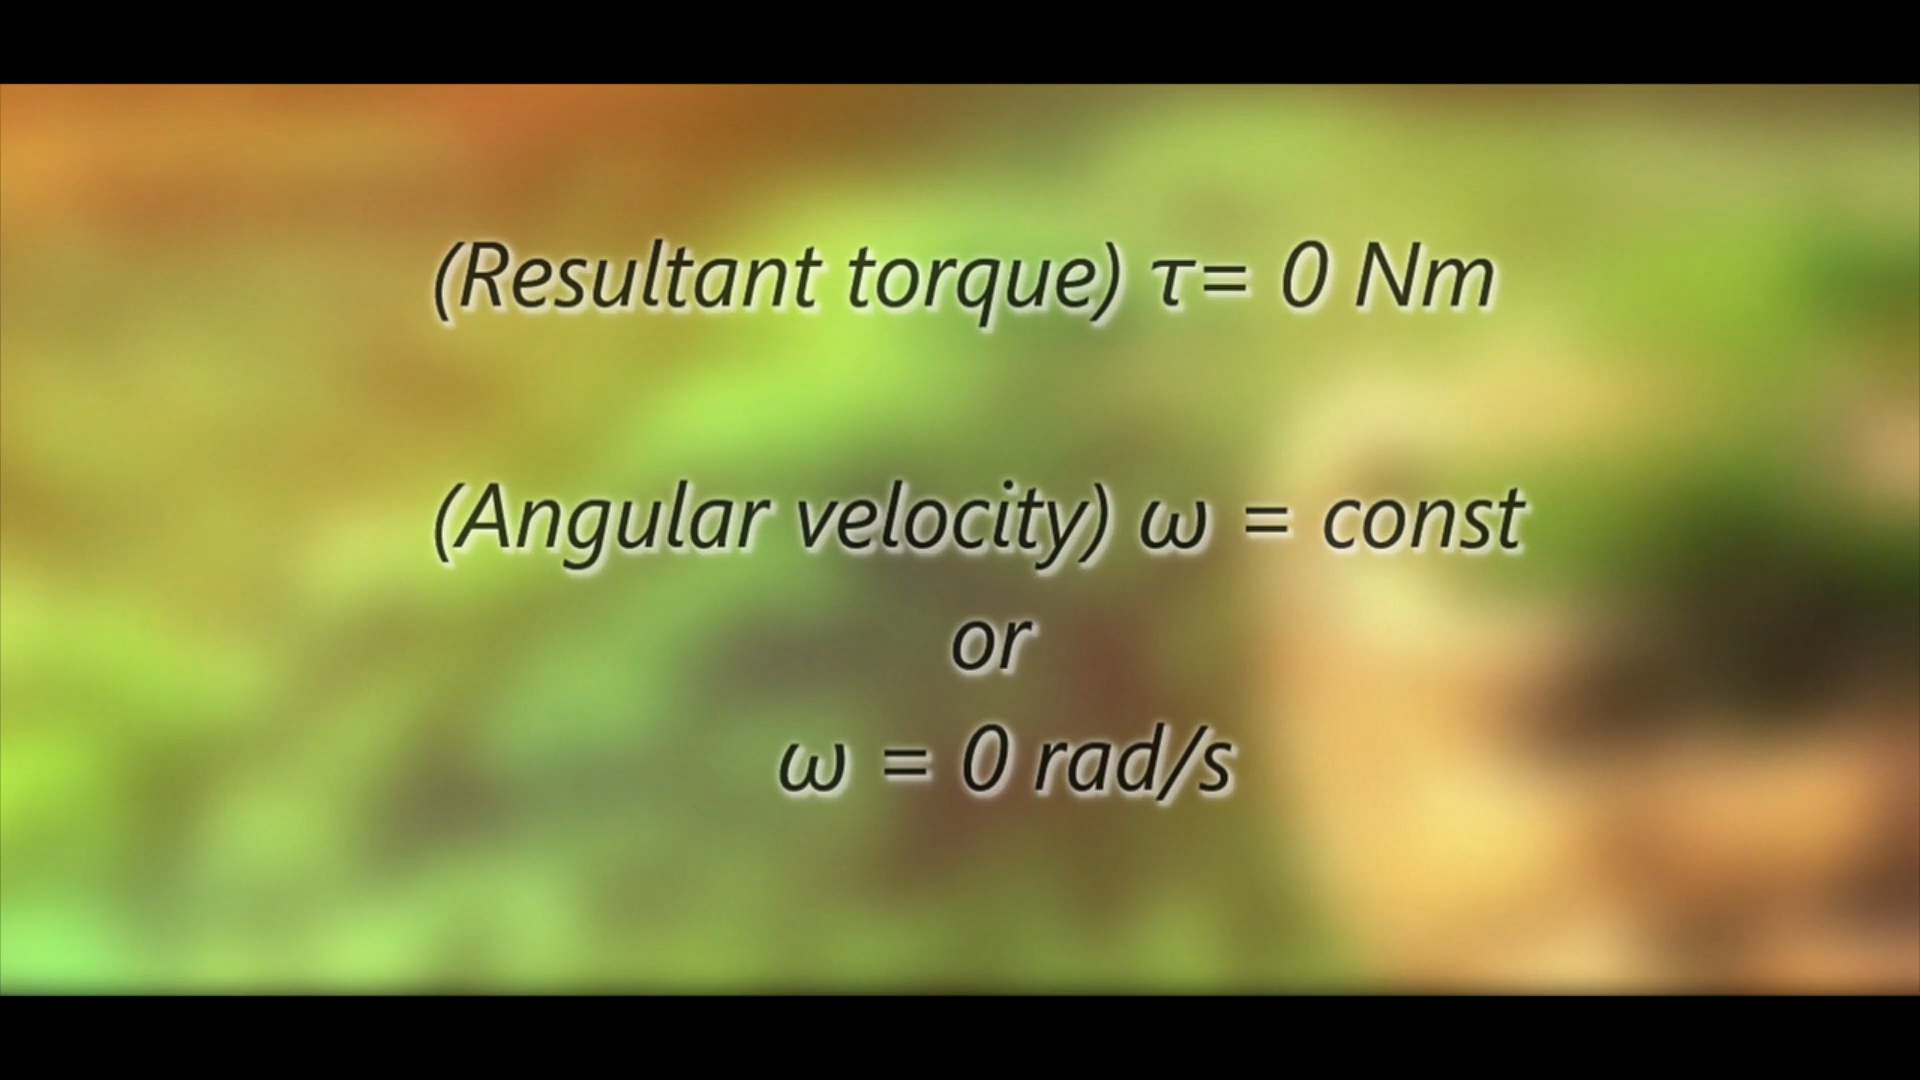 (Resultant torque) τ= 0 Nm
(Angular velocity) ω = const
or
ω = 0 rad/s